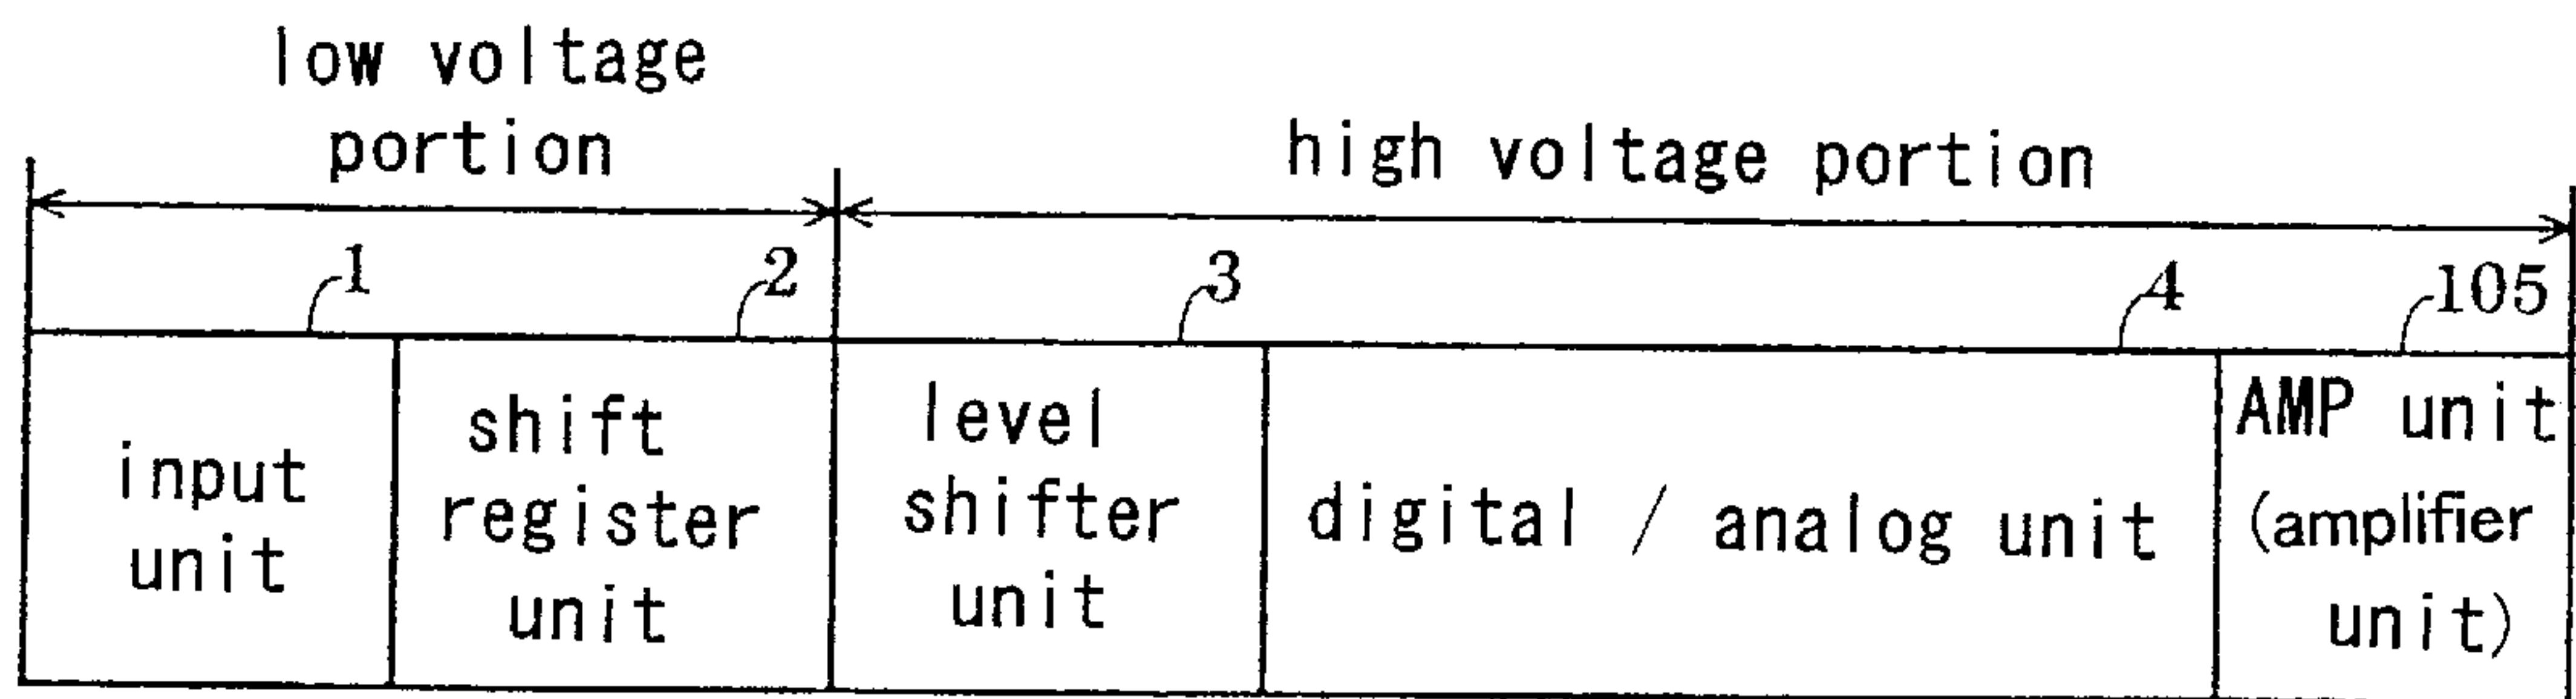 low voltage
portion
high voltage portion
1
2
3
4
105
input
unit
shift
register
unit
level
shifter
unit
digital / analog unit
AMP unit
(amplifier
unit)